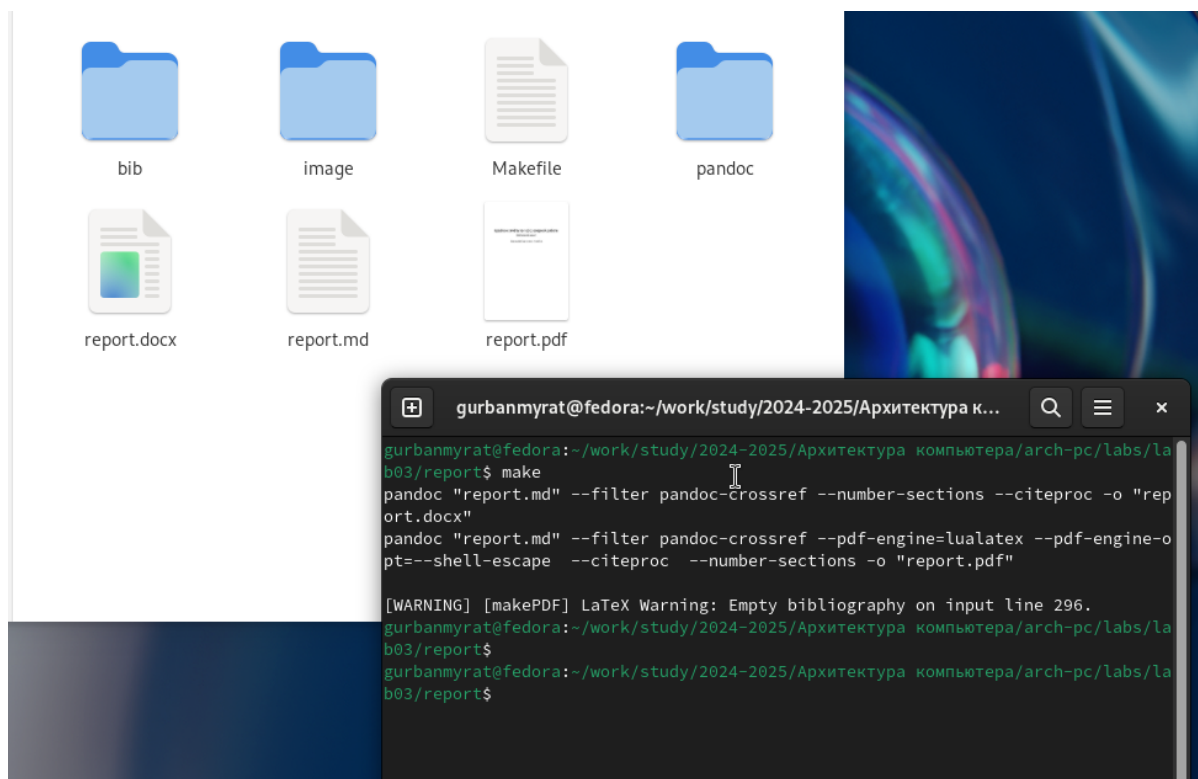 bib
image
Makefile
pandoc
report.docx
report.md
report.pdf
gurbanmyrat@fedora:~/work/study/2024-2025/Архитектура к...
gurbanmyrat@fedora:~/work/study/2024-2025/Архитектура компьютера/arch-pc/labs/la
b03/report$ make
pandoc "report.md" --filter pandoc-crossref --number-sections --citeproc -o "rep
ort.docx"
pandoc "report.md" --filter pandoc-crossref --pdf-engine=lualatex --pdf-engine-o
pt=--shell-escape  --citeproc  --number-sections -o "report.pdf"
[WARNING] [makePDF] LaTeX Warning: Empty bibliography on input line 296.
gurbanmyrat@fedora:~/work/study/2024-2025/Архитектура компьютера/arch-pc/labs/la
b03/report$
gurbanmyrat@fedora:~/work/study/2024-2025/Архитектура компьютера/arch-pc/labs/la
b03/report$